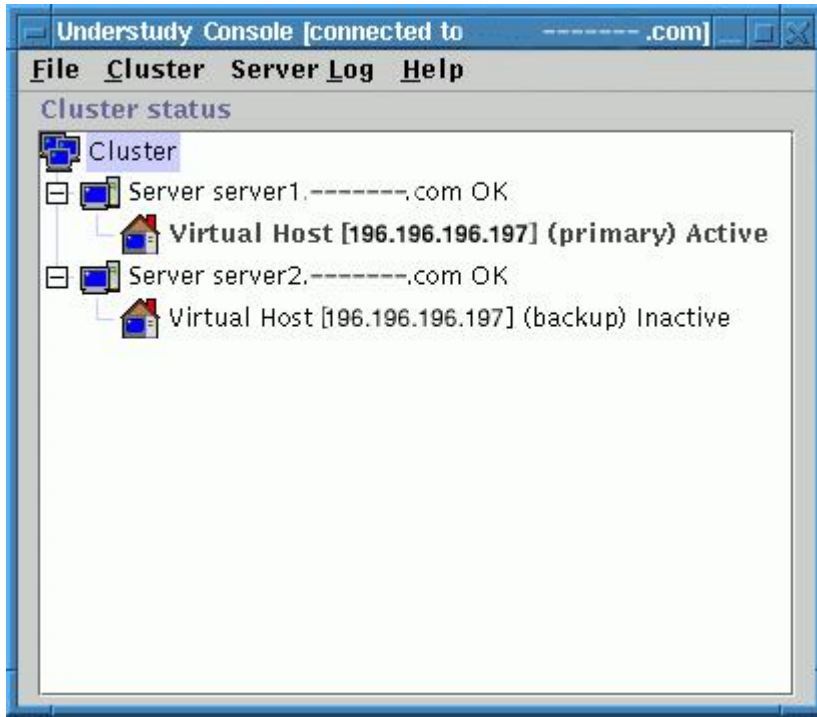 Understudy Console [connected to ------- .com]
File Cluster Server Log Help
Cluster status
Cluster
Server server1.-------.com OK
Virtual Host [196.196.196.197] (primary) Active
Server server2.-------.com OK
Virtual Host [196.196.196.197] (backup) Inactive